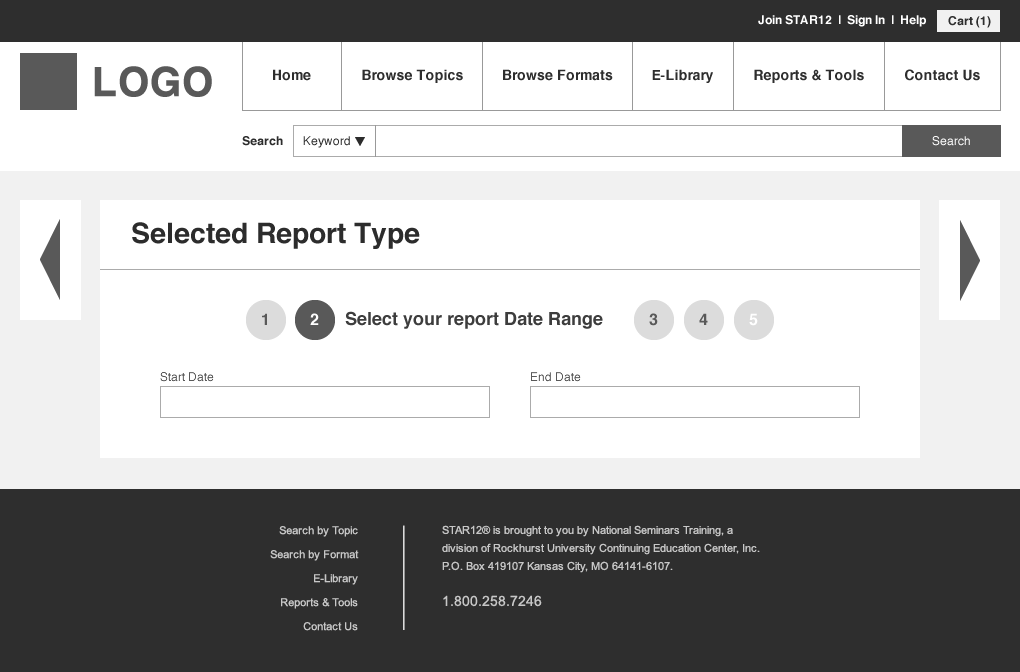 Join STAR12 | Sign In | Help Cart (1)
LOGO
Home Browse Topics Browse Formats E-Library Reports & Tools Contact Us
Search Keyword Search
Selected Report Type
1 2 Select your report Date Range 3 4 5
Start Date End Date
Search by Topic
Search by Format
E-Library
Reports & Tools
Contact Us
STAR12® is brought to you by National Seminars Training, a
division of Rockhurst University Continuing Education Center, Inc.
P.O. Box 419107 Kansas City, MO 64141-6107.
1.800.258.7246